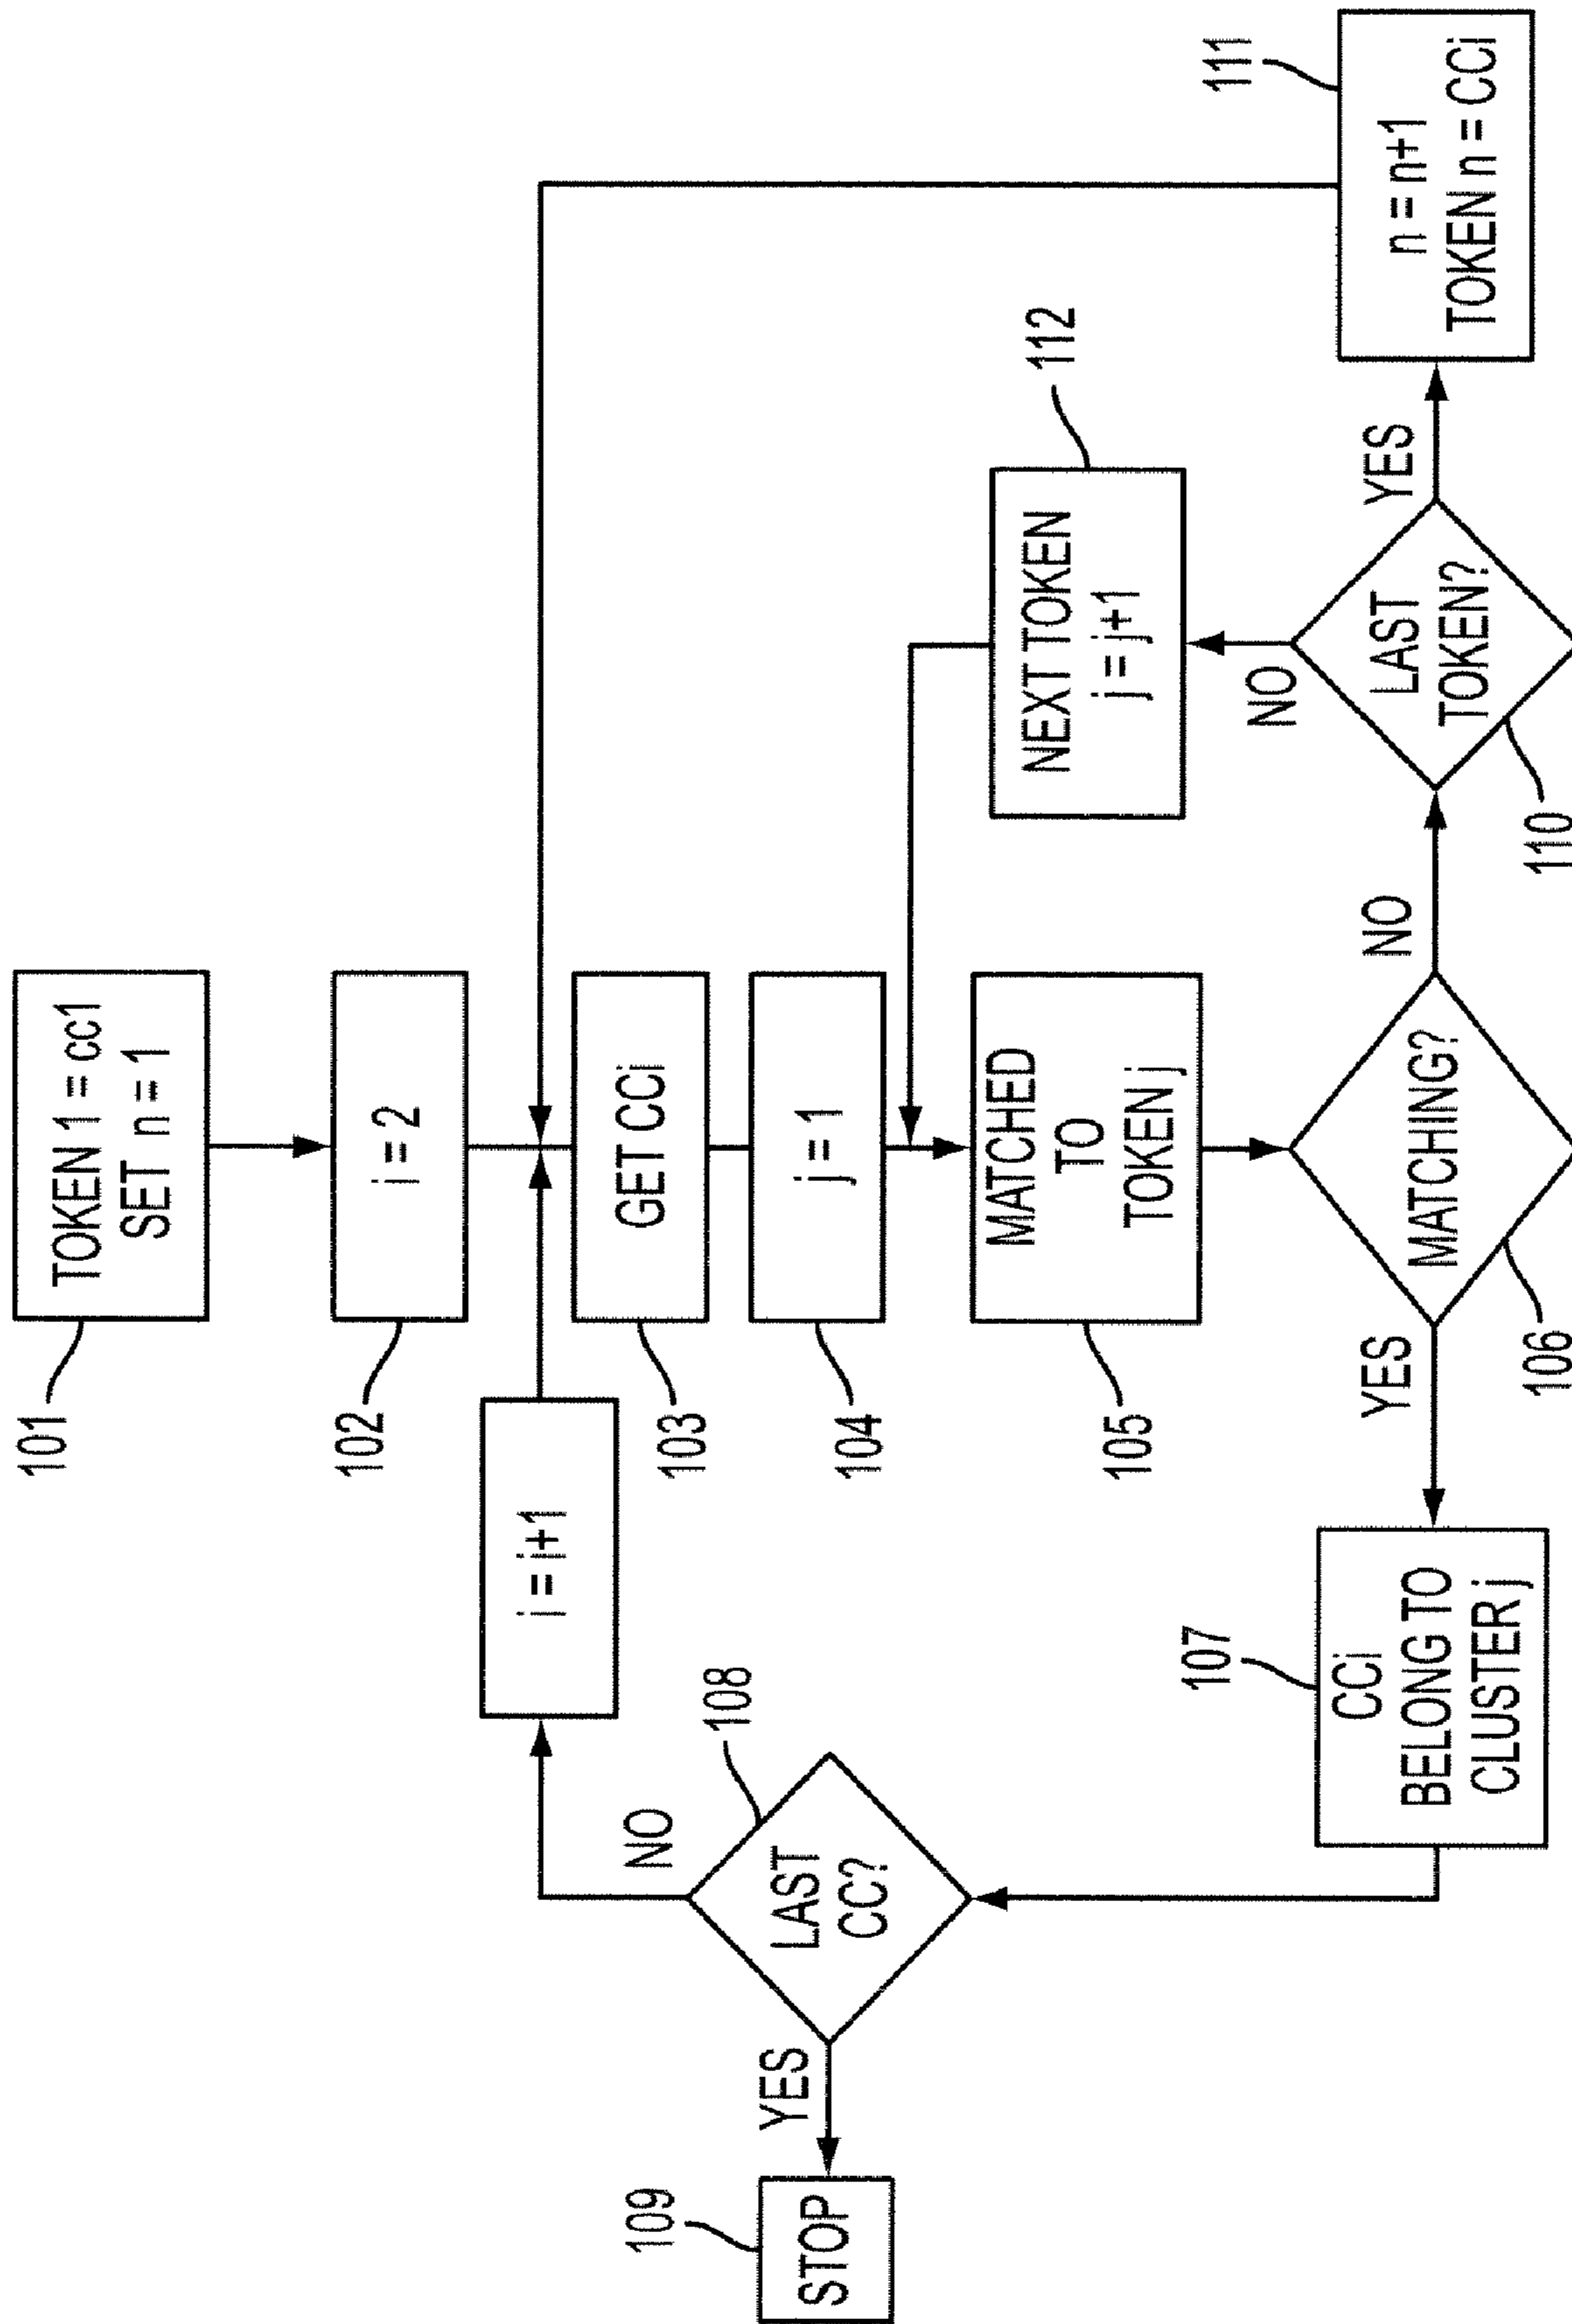 101
TOKEN 1 = cc1
SET n = 1
102
i = 2
i = i+1
103
GET CCi
104
j = 1
105
MATCHED
TO
TOKEN j
106
MATCHING?
YES
NO
107
CCi
BELONG TO
CLUSTER j
108
LAST
CC?
NO
YES
109
STOP
110
LAST
TOKEN?
NO
YES
112
NEXT TOKEN
j = j+1
111
n = n+1
TOKEN n = CCi